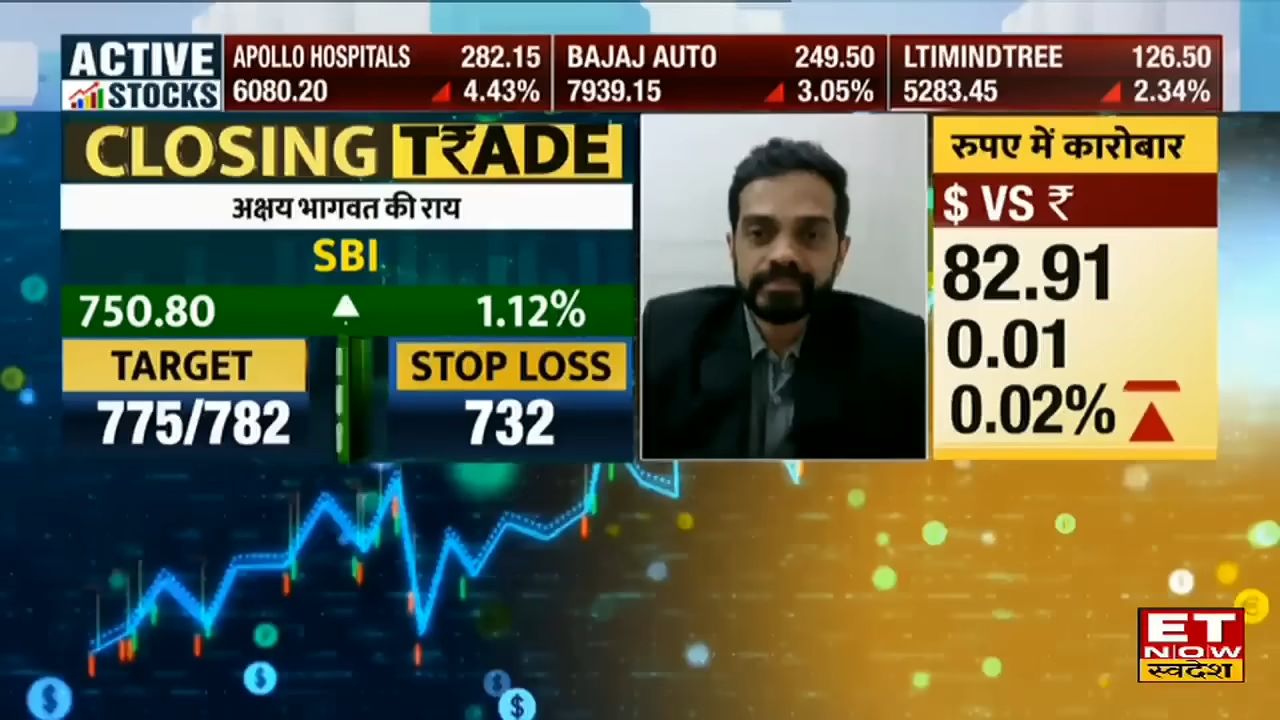 ACTIVE
STOCKS
APOLLO HOSPITALS 282.15
6080.20 4.43%
BAJAJ AUTO 249.50
7939.15 3.05%
LTIMINDTREE 126.50
5283.45 2.34%
CLOSING T₹ADE
अक्षय भागवत की राय
SBI
750.80 1.12%
TARGET
775/782
STOP LOSS
732
रुपए में कारोबार
$ VS ₹
82.91
0.01
0.02%
ET
NOW
स्वदेश